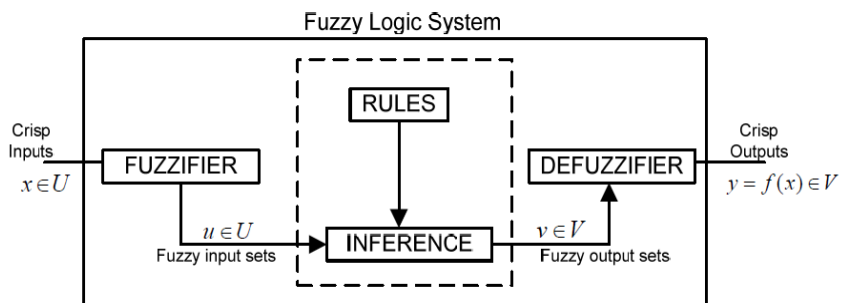 Fuzzy Logic System
RULES
Crisp
Inputs
x ∈ U
FUZZIFIER
DEFUZZIFIER
Crisp
Outputs
y = f(x) ∈ V
u ∈ U
Fuzzy input sets
INFERENCE
v ∈ V
Fuzzy output sets